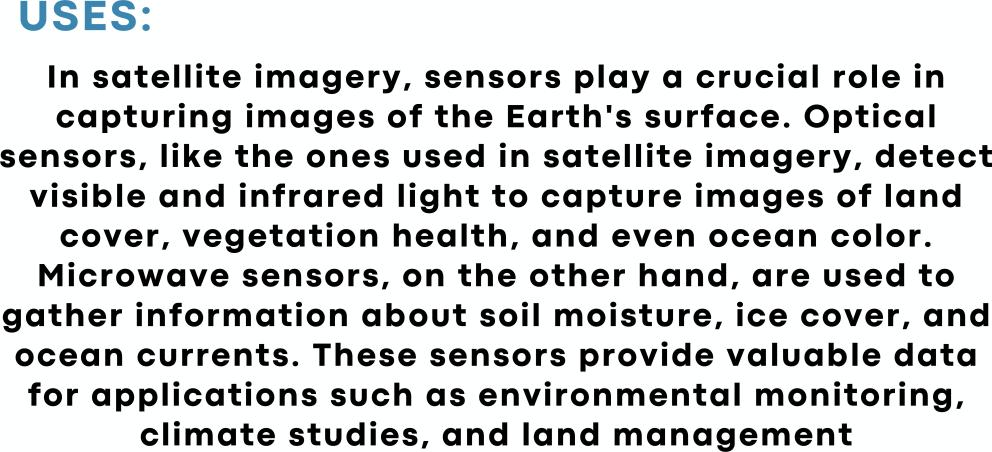 USES:
In satellite imagery, sensors play a crucial role in
capturing images of the Earth's surface. Optical
sensors, like the ones used in satellite imagery, detect
visible and infrared light to capture images of land
cover, vegetation health, and even ocean color.
Microwave sensors, on the other hand, are used to
gather information about soil moisture, ice cover, and
ocean currents. These sensors provide valuable data
for applications such as environmental monitoring,
climate studies, and land management